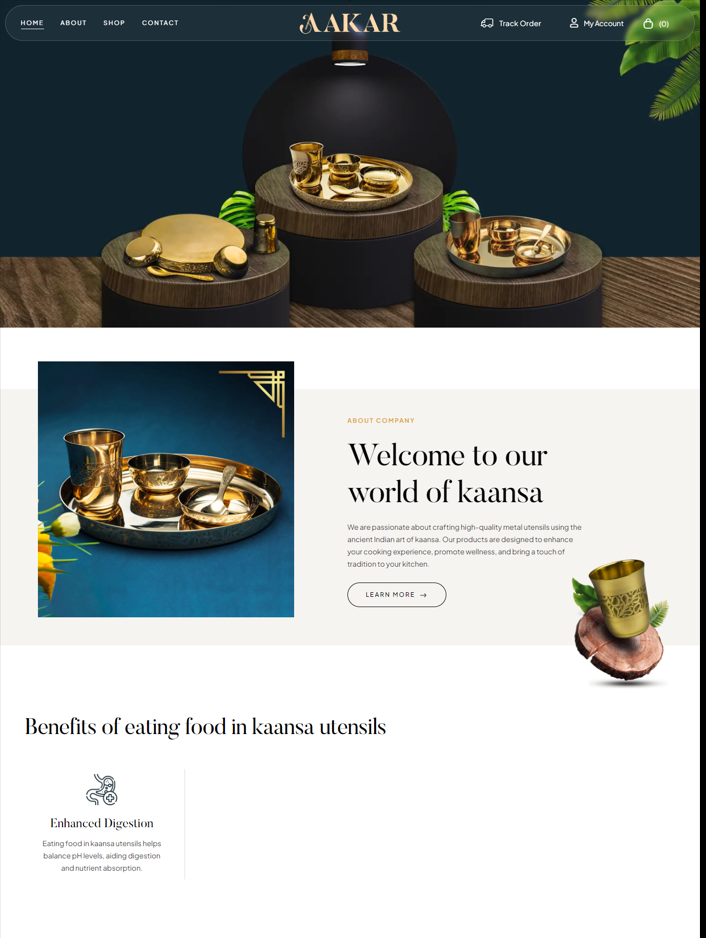 HOME ABOUT SHOP CONTACT AAKAR Track Order My Account (0)
ABOUT COMPANY
Welcome to our
world of kaansa
We are passionate about crafting high-quality metal utensils using the
ancient Indian art of kaansa. Our products are designed to enhance
your cooking experience, promote wellness, and bring a touch of
tradition to your kitchen.
LEARN MORE →
Benefits of eating food in kaansa utensils
Enhanced Digestion
Eating food in kaansa utensils helps
balance pH levels, aiding digestion
and nutrient absorption.